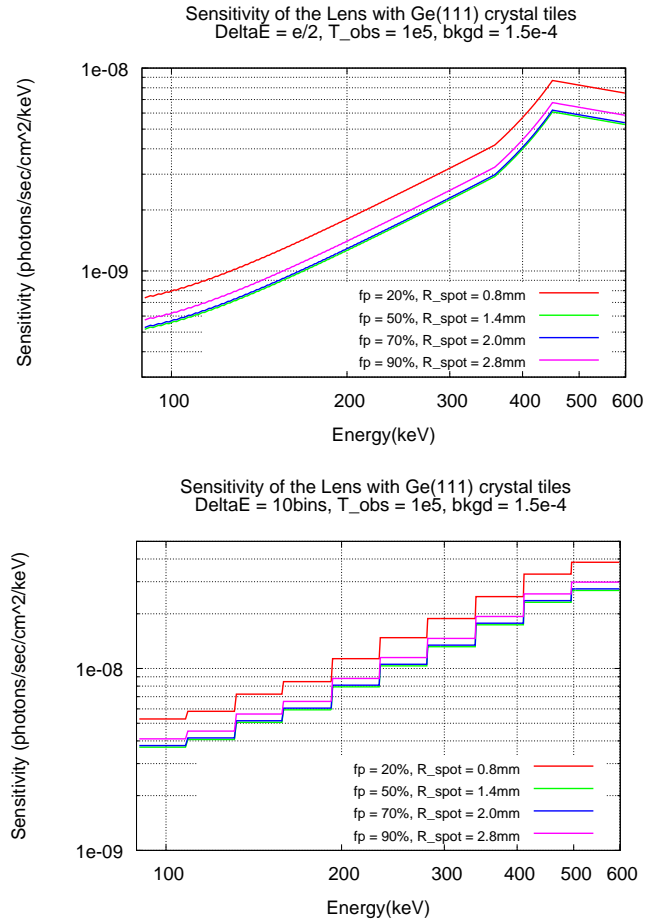 Sensitivity of the Lens with Ge(111) crystal tiles
DeltaE = e/2, T_obs = 1e5, bkgd = 1.5e-4
Sensitivity (photons/sec/cm^2/keV)
1e-08
1e-09
fp = 20%, R_spot = 0.8mm
fp = 50%, R_spot = 1.4mm
fp = 70%, R_spot = 2.0mm
fp = 90%, R_spot = 2.8mm
100 200 300 400 500 600
Energy(keV)
Sensitivity of the Lens with Ge(111) crystal tiles
DeltaE = 10bins, T_obs = 1e5, bkgd = 1.5e-4
Sensitivity (photons/sec/cm^2/keV)
1e-08
1e-09
fp = 20%, R_spot = 0.8mm
fp = 50%, R_spot = 1.4mm
fp = 70%, R_spot = 2.0mm
fp = 90%, R_spot = 2.8mm
100 200 300 400 500 600
Energy(keV)